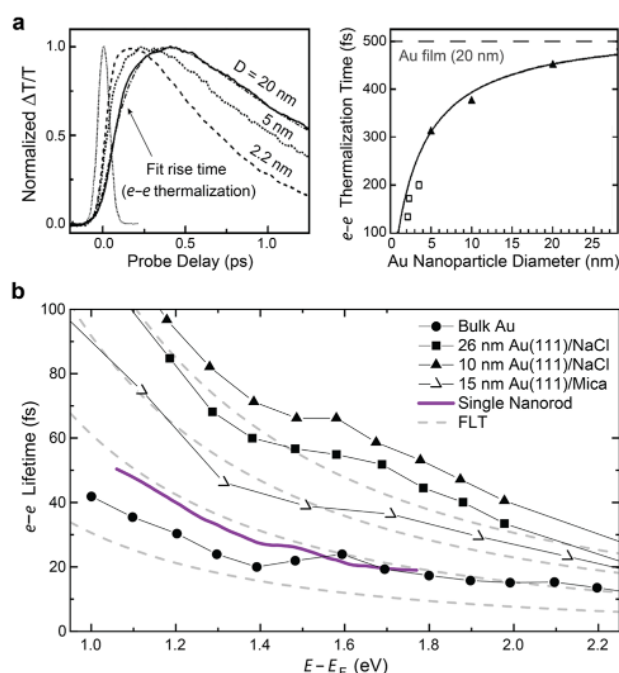 a
Normalized ΔT/T
1.0
0.5
0.0
D = 20 nm
5 nm
2.2 nm
Fit rise time
(e–e thermalization)
0.0 0.5 1.0
Probe Delay (ps)
e–e Thermalization Time (fs)
500
400
300
200
100
Au film (20 nm)
0 5 10 15 20 25
Au Nanoparticle Diameter (nm)
b
e–e Lifetime (fs)
100
80
60
40
20
0
Bulk Au
26 nm Au(111)/NaCl
10 nm Au(111)/NaCl
15 nm Au(111)/Mica
Single Nanorod
FLT
1.0 1.2 1.4 1.6 1.8 2.0 2.2
E – EF (eV)